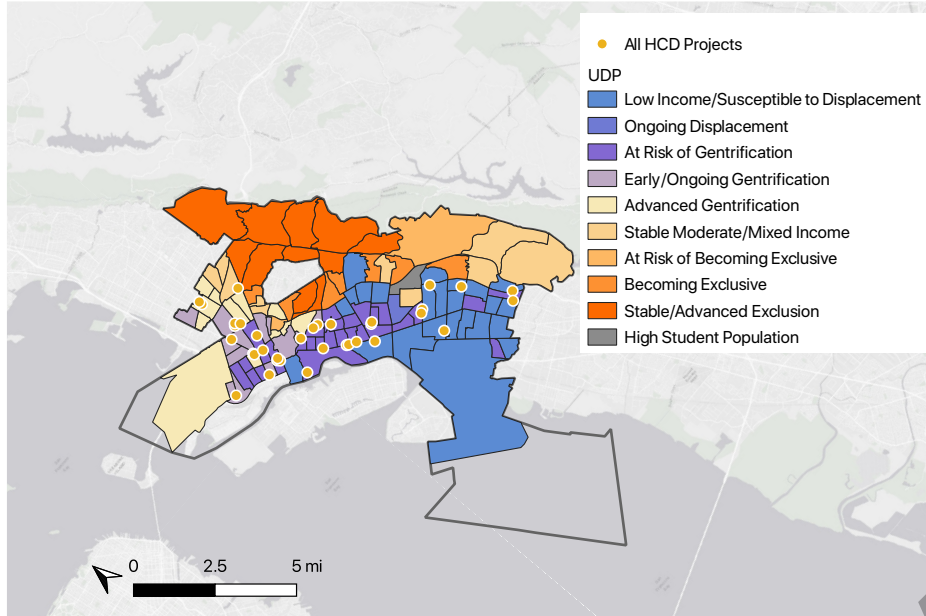 All HCD Projects
UDP
Low Income/Susceptible to Displacement
Ongoing Displacement
At Risk of Gentrification
Early/Ongoing Gentrification
Advanced Gentrification
Stable Moderate/Mixed Income
At Risk of Becoming Exclusive
Becoming Exclusive
Stable/Advanced Exclusion
High Student Population
0 2.5 5 mi